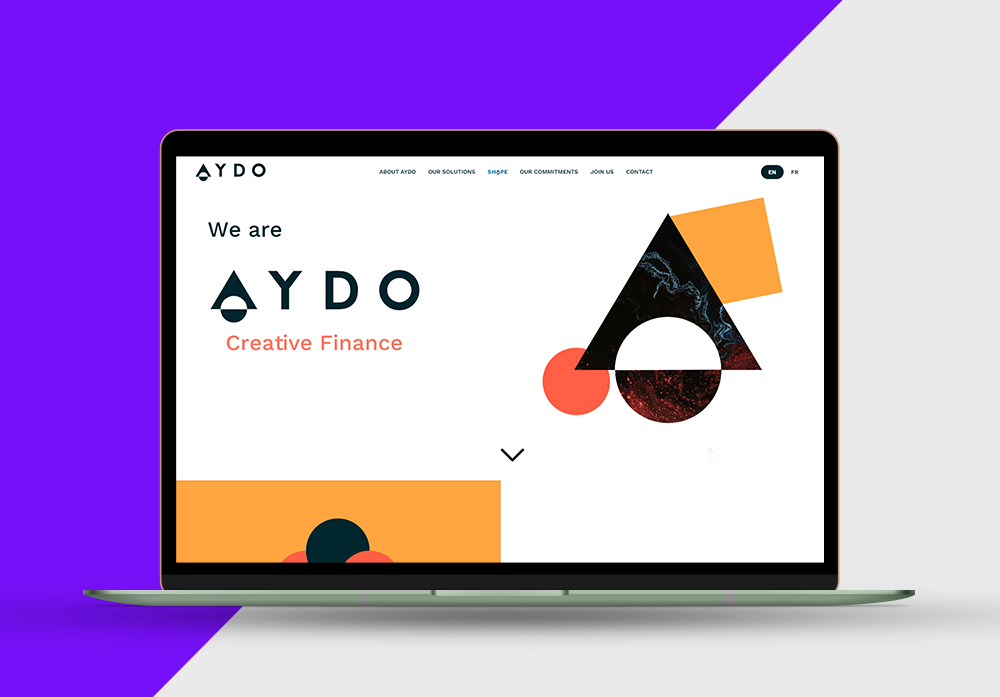 AYDO
ABOUT AYDO OUR SOLUTIONS SHAPE OUR COMMITMENTS JOIN US CONTACT
EN FR
We are
AYDO
Creative Finance